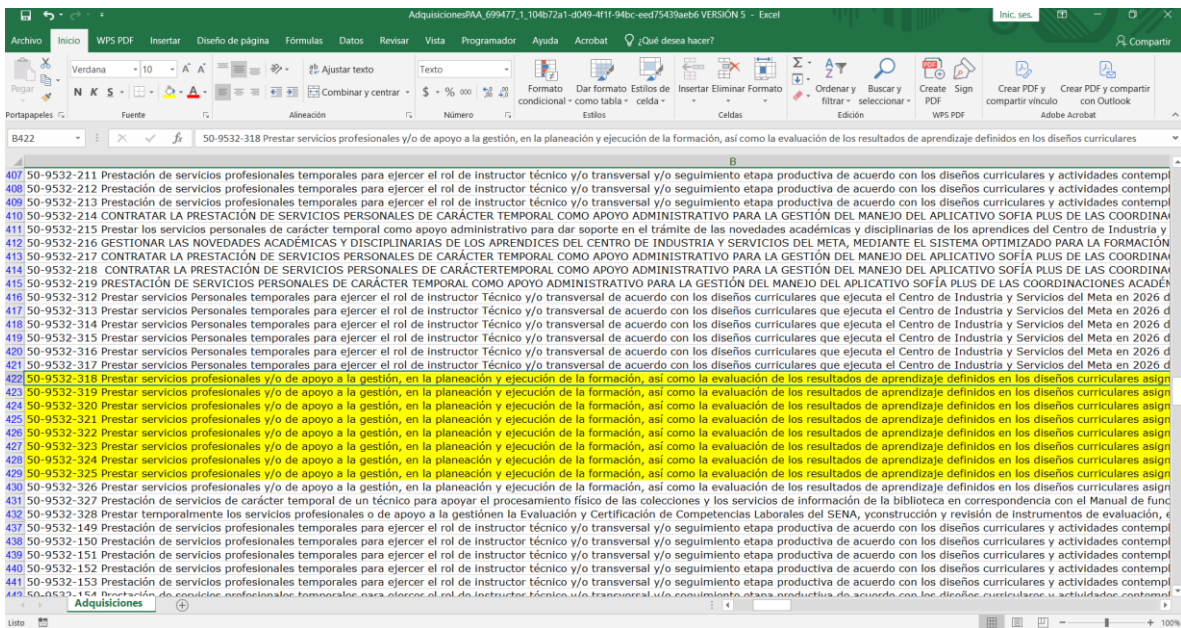 AdquisicionesPAA_699477_1_104b72a1-d049-4f1f-94bc-eed75439aeb6 VERSIÓN 5 - Excel
Inic. ses.
Archivo Inicio WPS PDF Insertar Diseño de página Fórmulas Datos Revisar Vista Programador Ayuda Acrobat ¿Qué desea hacer? Compartir
Verdana 10 Ajustar texto Texto
Pegar N K S Combinar y centrar $ % 000
Formato condicional Dar formato como tabla Estilos de celda Insertar Eliminar Formato Ordenar y filtrar Buscar y seleccionar Create PDF Sign Crear PDF y compartir vínculo Crear PDF y compartir con Outlook
Portapapeles Fuente Alineación Número Estilos Celdas Edición WPS PDF Adobe Acrobat
B422 fx 50-9532-318 Prestar servicios profesionales y/o de apoyo a la gestión, en la planeación y ejecución de la formación, así como la evaluación de los resultados de aprendizaje definidos en los diseños curriculares
B
407 50-9532-211 Prestación de servicios profesionales temporales para ejercer el rol de instructor técnico y/o transversal y/o seguimiento etapa productiva de acuerdo con los diseños curriculares y actividades contempl
408 50-9532-212 Prestación de servicios profesionales temporales para ejercer el rol de instructor técnico y/o transversal y/o seguimiento etapa productiva de acuerdo con los diseños curriculares y actividades contempl
409 50-9532-213 Prestación de servicios profesionales temporales para ejercer el rol de instructor técnico y/o transversal y/o seguimiento etapa productiva de acuerdo con los diseños curriculares y actividades contempl
410 50-9532-214 CONTRATAR LA PRESTACIÓN DE SERVICIOS PERSONALES DE CARÁCTER TEMPORAL COMO APOYO ADMINISTRATIVO PARA LA GESTIÓN DEL MANEJO DEL APLICATIVO SOFIA PLUS DE LAS COORDINA
411 50-9532-215 Prestar los servicios personales de carácter temporal como apoyo administrativo para dar soporte en el trámite de las novedades académicas y disciplinarias de los aprendices del Centro de Industria y
412 50-9532-216 GESTIONAR LAS NOVEDADES ACADÉMICAS Y DISCIPLINARIAS DE LOS APRENDICES DEL CENTRO DE INDUSTRIA Y SERVICIOS DEL META, MEDIANTE EL SISTEMA OPTIMIZADO PARA LA FORMACIÓN
413 50-9532-217 CONTRATAR LA PRESTACIÓN DE SERVICIOS PERSONALES DE CARÁCTER TEMPORAL COMO APOYO ADMINISTRATIVO PARA LA GESTIÓN DEL MANEJO DEL APLICATIVO SOFÍA PLUS DE LAS COORDINA
414 50-9532-218 CONTRATAR LA PRESTACIÓN DE SERVICIOS PERSONALES DE CARÁCTERTEMPORAL COMO APOYO ADMINISTRATIVO PARA LA GESTIÓN DEL MANEJO DEL APLICATIVO SOFÍA PLUS DE LAS COORDINA
415 50-9532-219 PRESTACIÓN DE SERVICIOS PERSONALES DE CARÁCTER TEMPORAL COMO APOYO ADMINISTRATIVO PARA LA GESTIÓN DEL MANEJO DEL APLICATIVO SOFÍA PLUS DE LAS COORDINACIONES ACADÉM
416 50-9532-312 Prestar servicios Personales temporales para ejercer el rol de instructor Técnico y/o transversal de acuerdo con los diseños curriculares que ejecuta el Centro de Industria y Servicios del Meta en 2026 d
417 50-9532-313 Prestar servicios Personales temporales para ejercer el rol de instructor Técnico y/o transversal de acuerdo con los diseños curriculares que ejecuta el Centro de Industria y Servicios del Meta en 2026 d
418 50-9532-314 Prestar servicios Personales temporales para ejercer el rol de instructor Técnico y/o transversal de acuerdo con los diseños curriculares que ejecuta el Centro de Industria y Servicios del Meta en 2026 d
419 50-9532-315 Prestar servicios Personales temporales para ejercer el rol de instructor Técnico y/o transversal de acuerdo con los diseños curriculares que ejecuta el Centro de Industria y Servicios del Meta en 2026 d
420 50-9532-316 Prestar servicios Personales temporales para ejercer el rol de instructor Técnico y/o transversal de acuerdo con los diseños curriculares que ejecuta el Centro de Industria y Servicios del Meta en 2026 d
421 50-9532-317 Prestar servicios Personales temporales para ejercer el rol de instructor Técnico y/o transversal de acuerdo con los diseños curriculares que ejecuta el Centro de Industria y Servicios del Meta en 2026 d
422 50-9532-318 Prestar servicios profesionales y/o de apoyo a la gestión, en la planeación y ejecución de la formación, así como la evaluación de los resultados de aprendizaje definidos en los diseños curriculares asign
423 50-9532-319 Prestar servicios profesionales y/o de apoyo a la gestión, en la planeación y ejecución de la formación, así como la evaluación de los resultados de aprendizaje definidos en los diseños curriculares asign
424 50-9532-320 Prestar servicios profesionales y/o de apoyo a la gestión, en la planeación y ejecución de la formación, así como la evaluación de los resultados de aprendizaje definidos en los diseños curriculares asign
425 50-9532-321 Prestar servicios profesionales y/o de apoyo a la gestión, en la planeación y ejecución de la formación, así como la evaluación de los resultados de aprendizaje definidos en los diseños curriculares asign
426 50-9532-322 Prestar servicios profesionales y/o de apoyo a la gestión, en la planeación y ejecución de la formación, así como la evaluación de los resultados de aprendizaje definidos en los diseños curriculares asign
427 50-9532-323 Prestar servicios profesionales y/o de apoyo a la gestión, en la planeación y ejecución de la formación, así como la evaluación de los resultados de aprendizaje definidos en los diseños curriculares asign
428 50-9532-324 Prestar servicios profesionales y/o de apoyo a la gestión, en la planeación y ejecución de la formación, así como la evaluación de los resultados de aprendizaje definidos en los diseños curriculares asign
429 50-9532-325 Prestar servicios profesionales y/o de apoyo a la gestión, en la planeación y ejecución de la formación, así como la evaluación de los resultados de aprendizaje definidos en los diseños curriculares asign
430 50-9532-326 Prestar servicios profesionales y/o de apoyo a la gestión, en la planeación y ejecución de la formación, así como la evaluación de los resultados de aprendizaje definidos en los diseños curriculares asign
431 50-9532-327 Prestación de servicios de carácter temporal de un técnico para apoyar el procesamiento físico de las colecciones y los servicios de información de la biblioteca en correspondencia con el Manual de func
432 50-9532-328 Prestar temporalmente los servicios profesionales o de apoyo a la gestiónen la Evaluación y Certificación de Competencias Laborales del SENA, yconstrucción y revisión de instrumentos de evaluación, e
437 50-9532-149 Prestación de servicios profesionales temporales para ejercer el rol de instructor técnico y/o transversal y/o seguimiento etapa productiva de acuerdo con los diseños curriculares y actividades contempl
438 50-9532-150 Prestación de servicios profesionales temporales para ejercer el rol de instructor técnico y/o transversal y/o seguimiento etapa productiva de acuerdo con los diseños curriculares y actividades contempl
439 50-9532-151 Prestación de servicios profesionales temporales para ejercer el rol de instructor técnico y/o transversal y/o seguimiento etapa productiva de acuerdo con los diseños curriculares y actividades contempl
440 50-9532-152 Prestación de servicios profesionales temporales para ejercer el rol de instructor técnico y/o transversal y/o seguimiento etapa productiva de acuerdo con los diseños curriculares y actividades contempl
441 50-9532-153 Prestación de servicios profesionales temporales para ejercer el rol de instructor técnico y/o transversal y/o seguimiento etapa productiva de acuerdo con los diseños curriculares y actividades contempl
442 50-9532-154 Prestación de servicios profesionales temporales para ejercer el rol de instructor técnico y/o transversal y/o seguimiento etapa productiva de acuerdo con los diseños curriculares y actividades contempl
Adquisiciones
Listo 100%